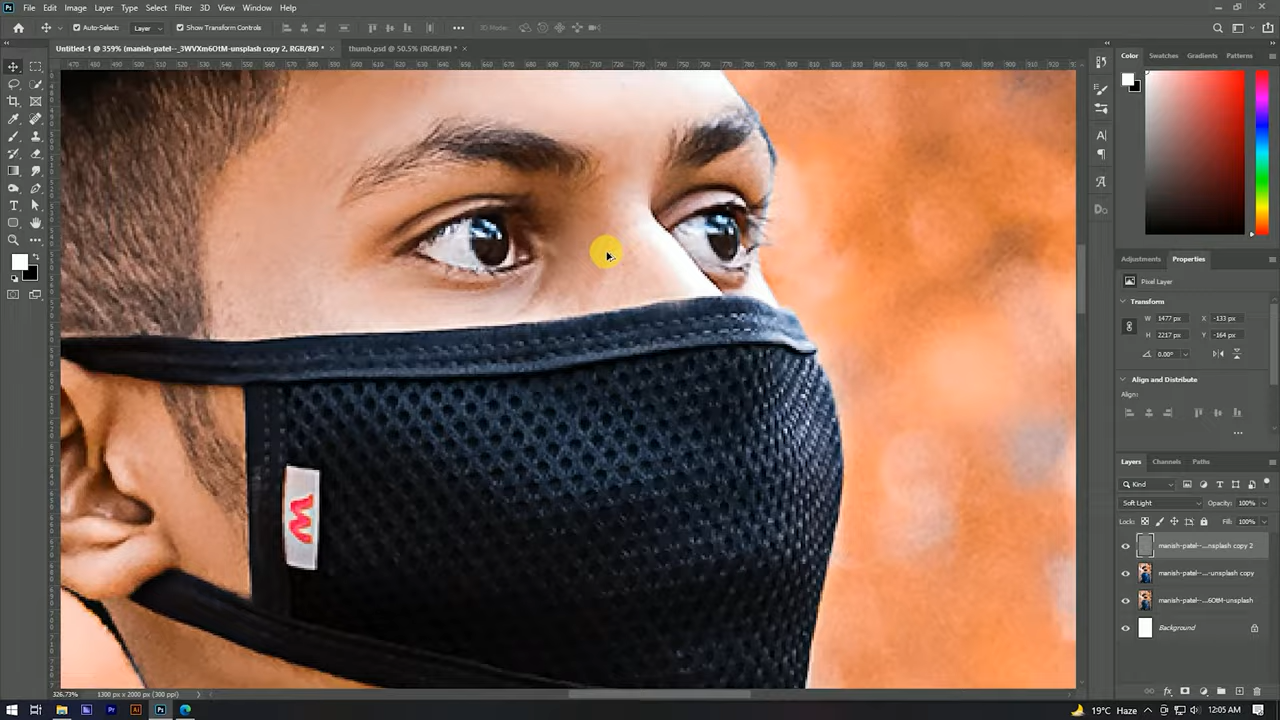 File Edit Image Layer Type Select Filter 3D View Window Help
Auto-Select: Layer Show Transform Controls 3D Mode:
Untitled-1 @ 359% (manish-patel--_3WVXm6OtM-unsplash copy 2, RGB/8#) * × thumb.psd @ 50.5% (RGB/8#) * ×
Color Swatches Gradients Patterns
Adjustments Properties
Pixel Layer
Transform
W 1477 px X -133 px
H 2217 px Y -164 px
0.00°
Align and Distribute
Align:
Layers Channels Paths
Kind
Soft Light Opacity: 100%
Lock: Fill: 100%
manish-patel--...nsplash copy 2
manish-patel--...-unsplash copy
manish-patel--...6OtM-unsplash
Background
W
326.73% 1300 px x 2000 px (300 ppi)
19°C Haze 12:05 AM